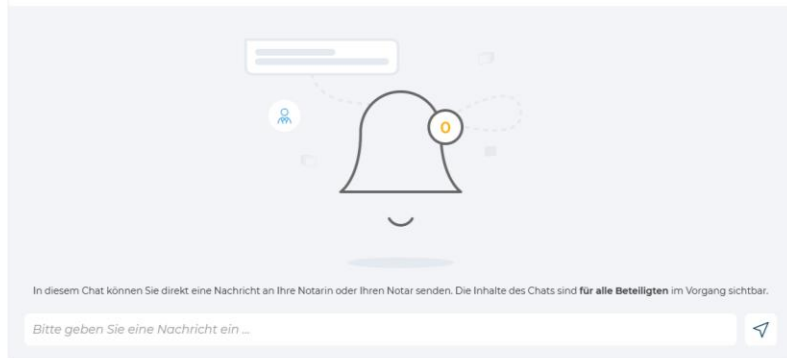 0
In diesem Chat können Sie direkt eine Nachricht an Ihre Notarin oder Ihren Notar senden. Die Inhalte des Chats sind für alle Beteiligten im Vorgang sichtbar.
Bitte geben Sie eine Nachricht ein ...